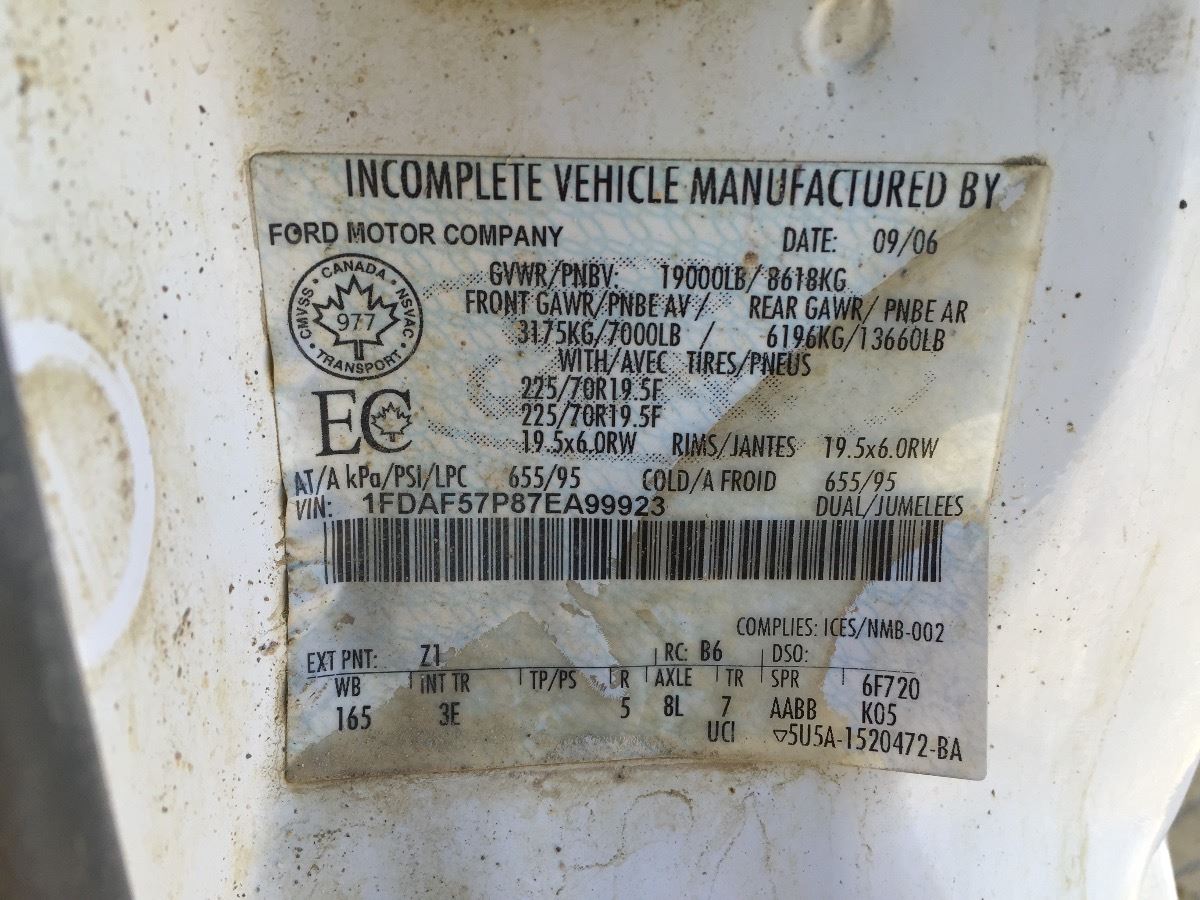 INCOMPLETE VEHICLE MANUFACTURED BY
FORD MOTOR COMPANY DATE: 09/06
GVWR/PNBV: 19000LB/ 8618KG
FRONT GAWR/PNBE AV / REAR GAWR/ PNBE AR
3175KG/7000LB / 6196KG/13660LB
WITH/AVEC TIRES/PNEUS
225/70R19.5F
225/70R19.5F
19.5x6.0RW RIMS/JANTES 19.5x6.0RW
CANADA
CMVSS NSVAC
977
TRANSPORT
EC
AT/A kPa/PSI/LPC 655/95 COLD/A FROID 655/95
VIN: 1FDAF57P87EA99923 DUAL/JUMELEES
COMPLIES: ICES/NMB-002
EXT PNT: Z1 RC: B6 DSO:
WB INT TR TP/PS R AXLE TR SPR 6F720
165 3E 5 8L 7 AABB K05
UCI ▽5U5A-1520472-BA